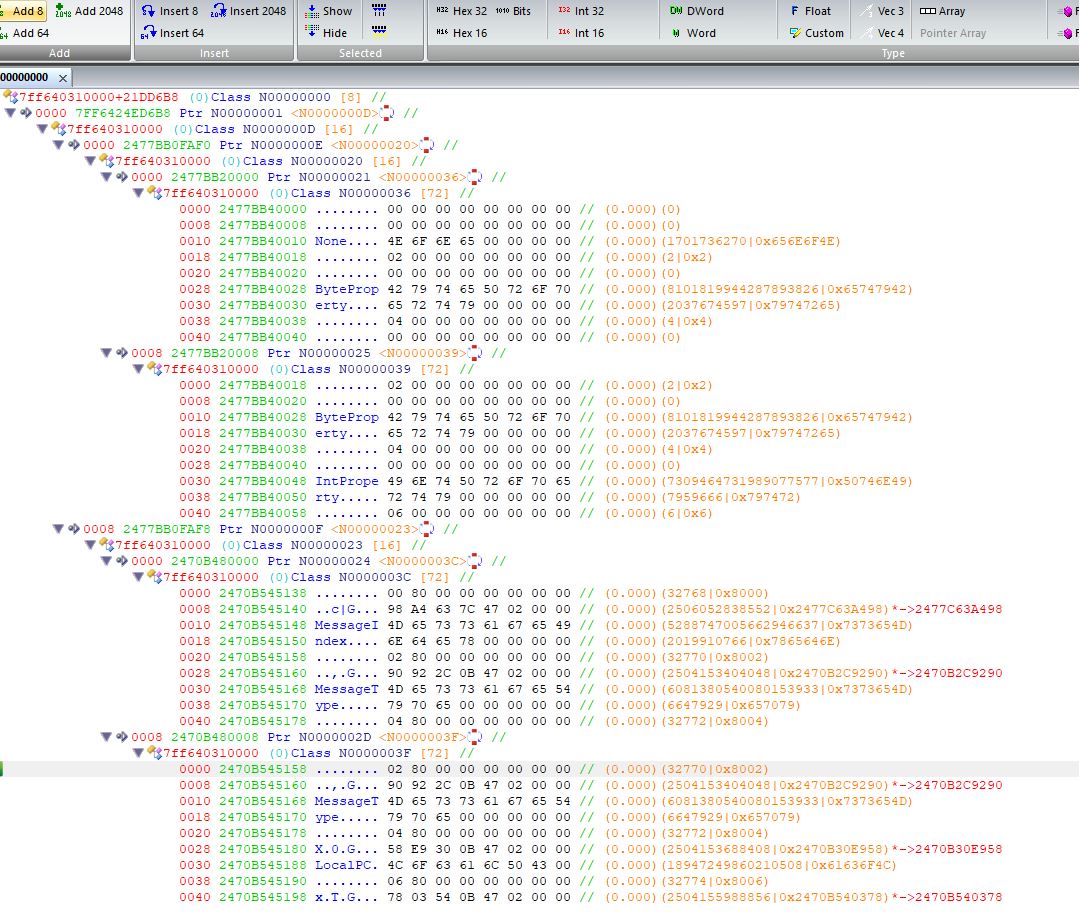 Add 8 Add 2048 Insert 8 Insert 2048 Show Hex 32 Bits Int 32 DWord Float Vec 3 Array
Add 64 Insert 64 Hide Hex 16 Int 16 Word Custom Vec 4 Pointer Array
Add Insert Selected Type
00000000
7ff640310000+21DD6B8 (0)Class N00000000 [8] //
0000 7FF6424ED6B8 Ptr N00000001 <N0000000D> //
7ff640310000 (0)Class N0000000D [16] //
0000 2477BB0FAF0 Ptr N0000000E <N00000020> //
7ff640310000 (0)Class N00000020 [16] //
0000 2477BB20000 Ptr N00000021 <N00000036> //
7ff640310000 (0)Class N00000036 [72] //
0000 2477BB40000 ........ 00 00 00 00 00 00 00 00 // (0.000)(0)
0008 2477BB40008 ........ 00 00 00 00 00 00 00 00 // (0.000)(0)
0010 2477BB40010 None.... 4E 6F 6E 65 00 00 00 00 // (0.000)(1701736270|0x656E6F4E)
0018 2477BB40018 ........ 02 00 00 00 00 00 00 00 // (0.000)(2|0x2)
0020 2477BB40020 ........ 00 00 00 00 00 00 00 00 // (0.000)(0)
0028 2477BB40028 ByteProp 42 79 74 65 50 72 6F 70 // (0.000)(8101819944287893826|0x65747942)
0030 2477BB40030 erty.... 65 72 74 79 00 00 00 00 // (0.000)(2037674597|0x79747265)
0038 2477BB40038 ........ 04 00 00 00 00 00 00 00 // (0.000)(4|0x4)
0040 2477BB40040 ........ 00 00 00 00 00 00 00 00 // (0.000)(0)
0008 2477BB20008 Ptr N00000025 <N00000039> //
7ff640310000 (0)Class N00000039 [72] //
0000 2477BB40018 ........ 02 00 00 00 00 00 00 00 // (0.000)(2|0x2)
0008 2477BB40020 ........ 00 00 00 00 00 00 00 00 // (0.000)(0)
0010 2477BB40028 ByteProp 42 79 74 65 50 72 6F 70 // (0.000)(8101819944287893826|0x65747942)
0018 2477BB40030 erty.... 65 72 74 79 00 00 00 00 // (0.000)(2037674597|0x79747265)
0020 2477BB40038 ........ 04 00 00 00 00 00 00 00 // (0.000)(4|0x4)
0028 2477BB40040 ........ 00 00 00 00 00 00 00 00 // (0.000)(0)
0030 2477BB40048 IntPrope 49 6E 74 50 72 6F 70 65 // (0.000)(7309464731989077577|0x50746E49)
0038 2477BB40050 rty..... 72 74 79 00 00 00 00 00 // (0.000)(7959666|0x797472)
0040 2477BB40058 ........ 06 00 00 00 00 00 00 00 // (0.000)(6|0x6)
0008 2477BB0FAF8 Ptr N0000000F <N00000023> //
7ff640310000 (0)Class N00000023 [16] //
0000 2470B480000 Ptr N00000024 <N0000003C> //
7ff640310000 (0)Class N0000003C [72] //
0000 2470B545138 ........ 00 80 00 00 00 00 00 00 // (0.000)(32768|0x8000)
0008 2470B545140 ..c|G... 98 A4 63 7C 47 02 00 00 // (0.000)(2506052838552|0x2477C63A498)*->2477C63A498
0010 2470B545148 MessageI 4D 65 73 73 61 67 65 49 // (0.000)(5288747005662946637|0x7373654D)
0018 2470B545150 ndex.... 6E 64 65 78 00 00 00 00 // (0.000)(2019910766|0x7865646E)
0020 2470B545158 ........ 02 80 00 00 00 00 00 00 // (0.000)(32770|0x8002)
0028 2470B545160 ..,.G... 90 92 2C 0B 47 02 00 00 // (0.000)(2504153404048|0x2470B2C9290)*->2470B2C9290
0030 2470B545168 MessageT 4D 65 73 73 61 67 65 54 // (0.000)(6081380540080153933|0x7373654D)
0038 2470B545170 ype..... 79 70 65 00 00 00 00 00 // (0.000)(6647929|0x657079)
0040 2470B545178 ........ 04 80 00 00 00 00 00 00 // (0.000)(32772|0x8004)
0008 2470B480008 Ptr N0000002D <N0000003F> //
7ff640310000 (0)Class N0000003F [72] //
0000 2470B545158 ........ 02 80 00 00 00 00 00 00 // (0.000)(32770|0x8002)
0008 2470B545160 ..,.G... 90 92 2C 0B 47 02 00 00 // (0.000)(2504153404048|0x2470B2C9290)*->2470B2C9290
0010 2470B545168 MessageT 4D 65 73 73 61 67 65 54 // (0.000)(6081380540080153933|0x7373654D)
0018 2470B545170 ype..... 79 70 65 00 00 00 00 00 // (0.000)(6647929|0x657079)
0020 2470B545178 ........ 04 80 00 00 00 00 00 00 // (0.000)(32772|0x8004)
0028 2470B545180 X.0.G... 58 E9 30 0B 47 02 00 00 // (0.000)(2504153688408|0x2470B30E958)*->2470B30E958
0030 2470B545188 LocalPC. 4C 6F 63 61 6C 50 43 00 // (0.000)(18947249860210508|0x61636F4C)
0038 2470B545190 ........ 06 80 00 00 00 00 00 00 // (0.000)(32774|0x8006)
0040 2470B545198 x.T.G... 78 03 54 0B 47 02 00 00 // (0.000)(2504155988856|0x2470B540378)*->2470B540378